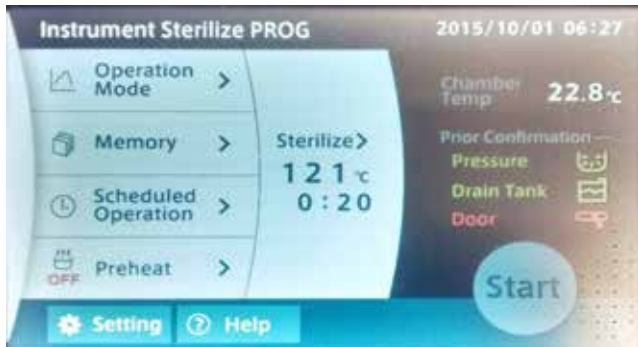 Instrument Sterilize PROG
2015/10/01 06:27
Operation
Mode
Memory
Scheduled
Operation
OFF
Preheat
Sterilize
121 ℃
0:20
Chamber
Temp
22.8 ℃
Prior Confirmation
Pressure
Drain Tank
Door
Start
Setting
? Help